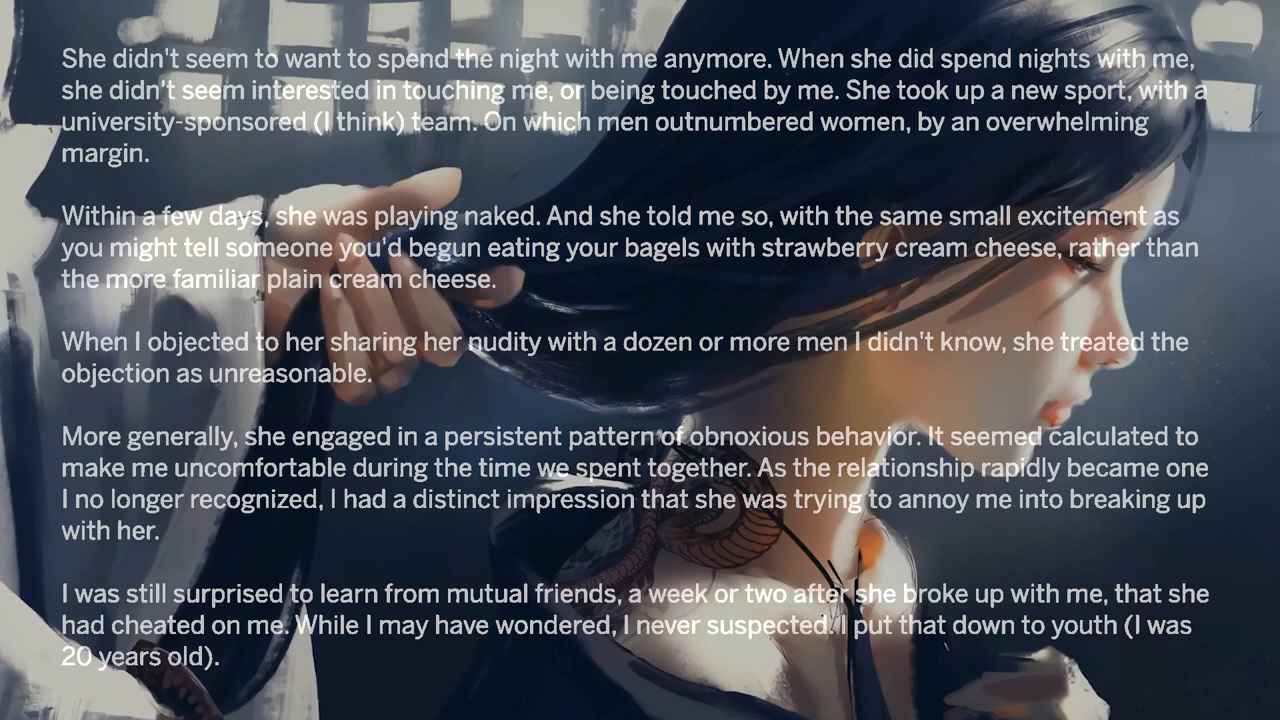 She didn't seem to want to spend the night with me anymore. When she did spend nights with me,
she didn't seem interested in touching me, or being touched by me. She took up a new sport, with a
university-sponsored (I think) team. On which men outnumbered women, by an overwhelming
margin.
Within a few days, she was playing naked. And she told me so, with the same small excitement as
you might tell someone you'd begun eating your bagels with strawberry cream cheese, rather than
the more familiar plain cream cheese.
When I objected to her sharing her nudity with a dozen or more men I didn't know, she treated the
objection as unreasonable.
More generally, she engaged in a persistent pattern of obnoxious behavior. It seemed calculated to
make me uncomfortable during the time we spent together. As the relationship rapidly became one
I no longer recognized, I had a distinct impression that she was trying to annoy me into breaking up
with her.
I was still surprised to learn from mutual friends, a week or two after she broke up with me, that she
had cheated on me. While I may have wondered, I never suspected. I put that down to youth (I was
20 years old).